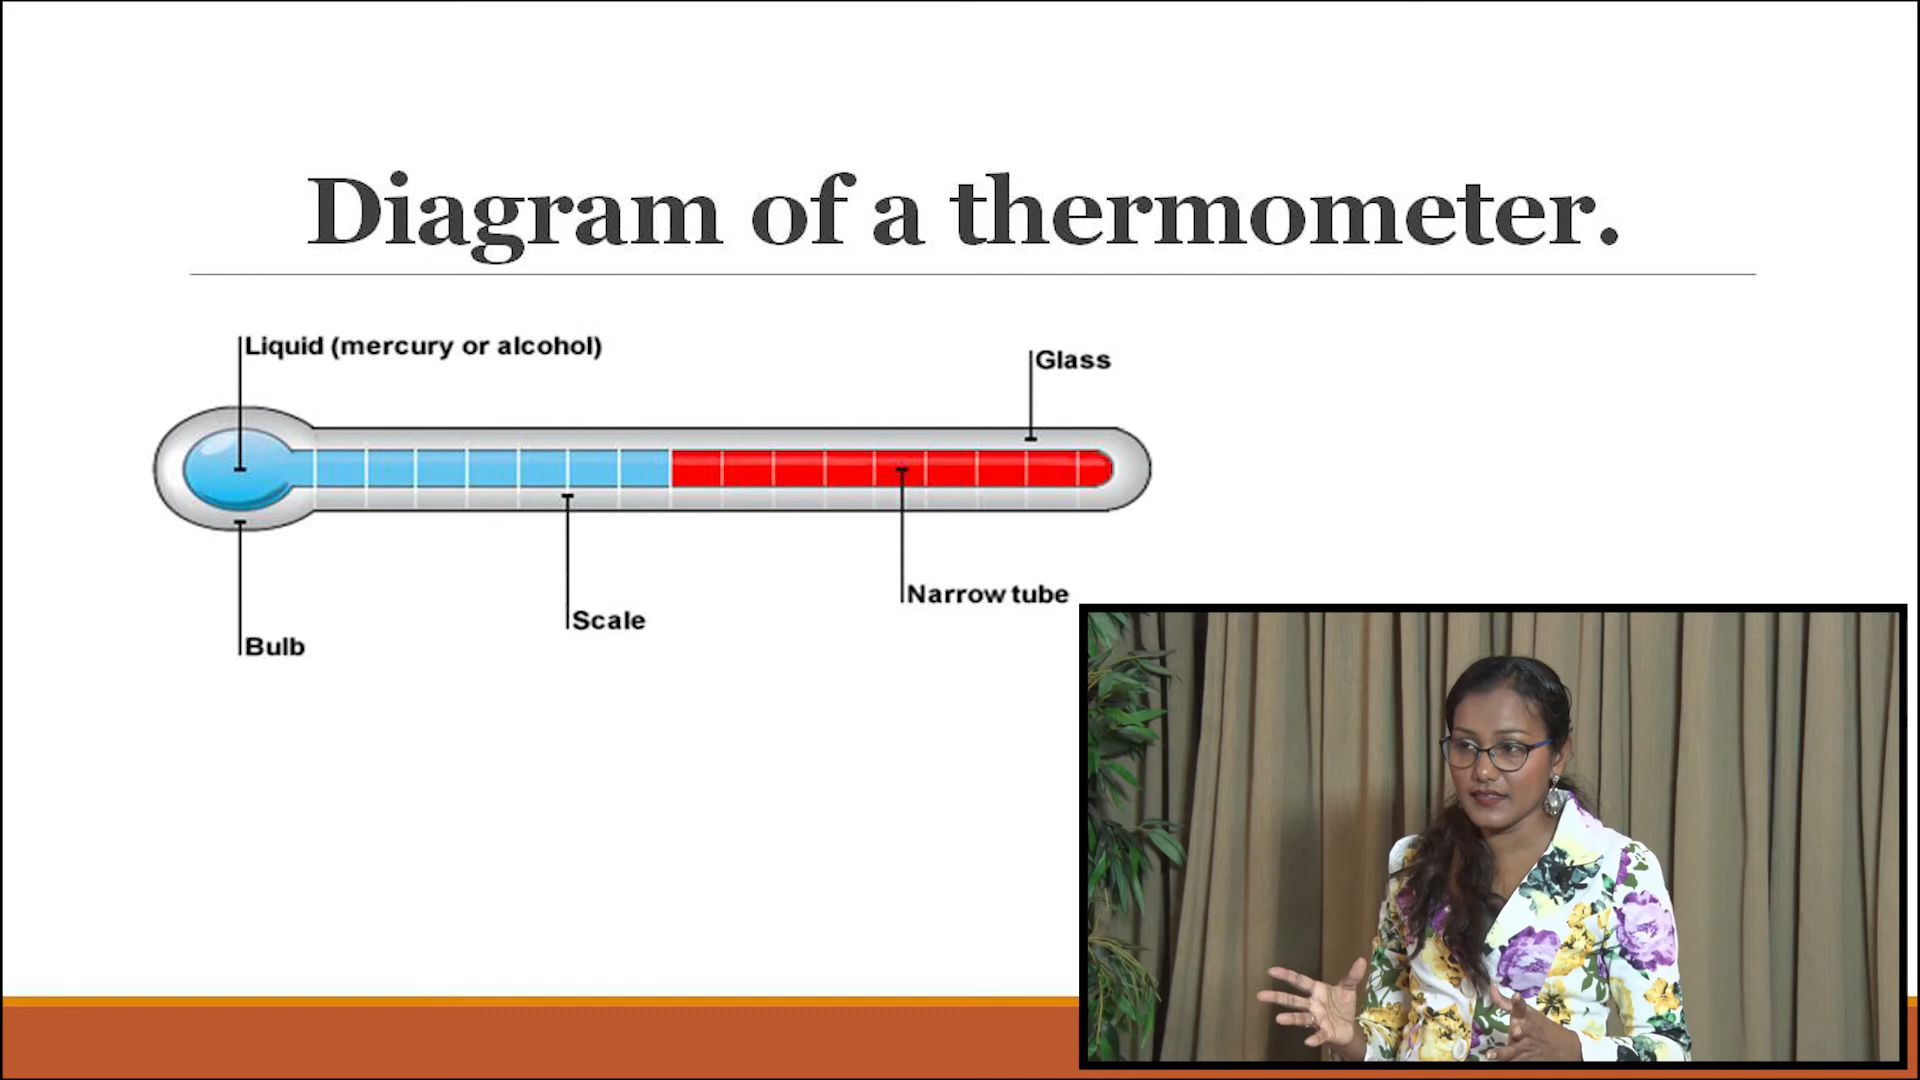 Diagram of a thermometer.
Liquid (mercury or alcohol)
Glass
Narrow tube
Scale
Bulb